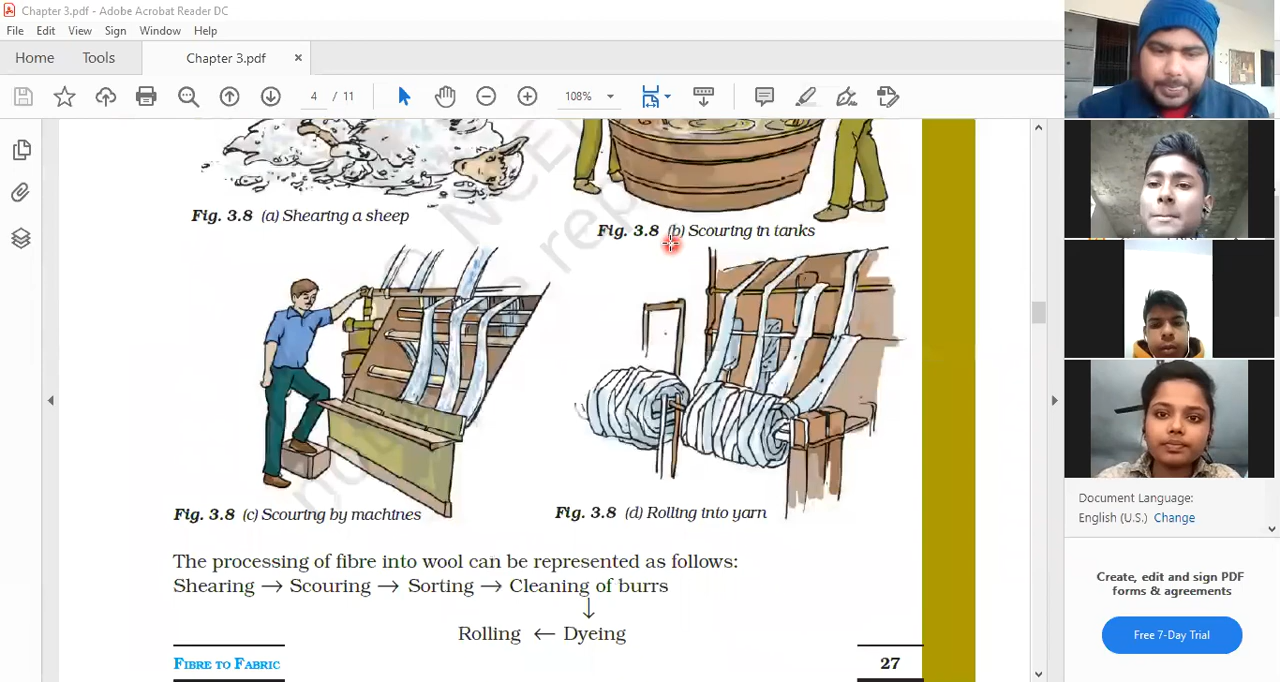 Chapter 3.pdf - Adobe Acrobat Reader DC
File Edit View Sign Window Help
Home Tools Chapter 3.pdf ×
4 / 11 108%
Fig. 3.8 (a) Shearing a sheep
Fig. 3.8 (b) Scouring in tanks
Fig. 3.8 (c) Scouring by machines
Fig. 3.8 (d) Rolling into yarn
The processing of fibre into wool can be represented as follows:
Shearing → Scouring → Sorting → Cleaning of burrs
↓
Rolling ← Dyeing
FIBRE TO FABRIC
27
Document Language:
English (U.S.) Change
Create, edit and sign PDF
forms & agreements
Free 7-Day Trial